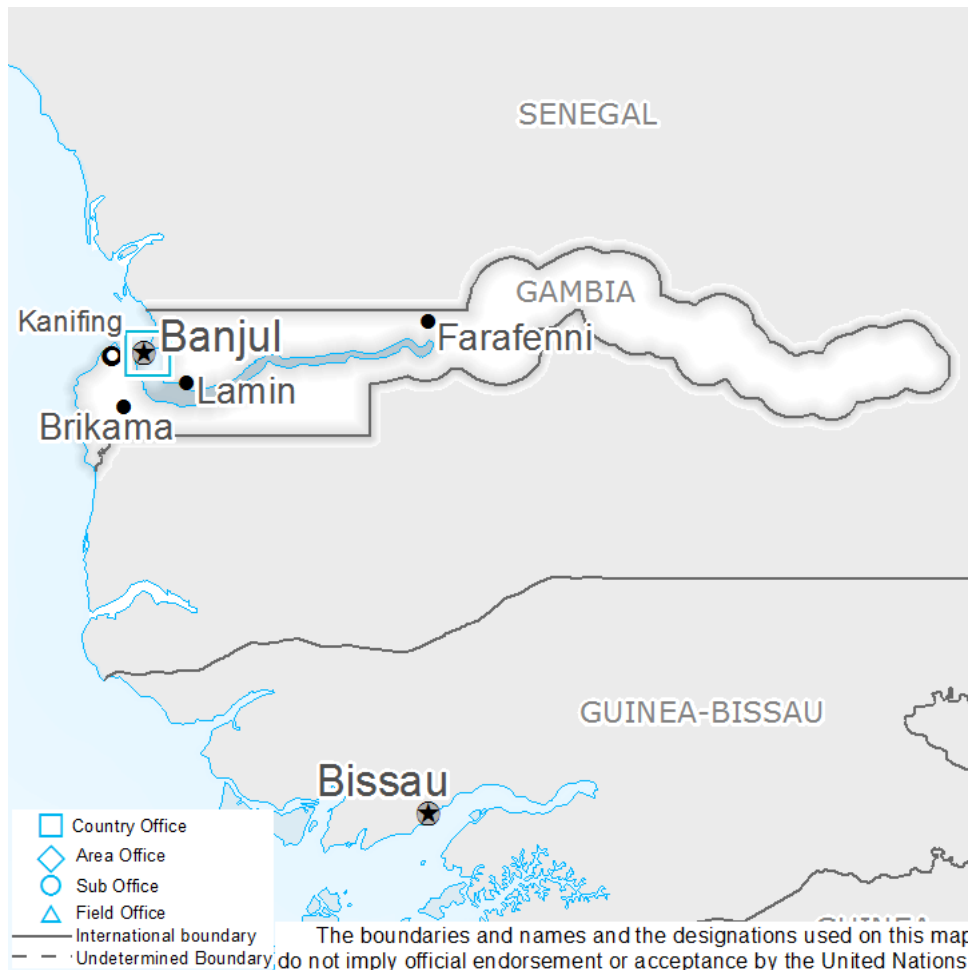 SENEGAL
GAMBIA
Kanifing
Banjul
Farafenni
Lamin
Brikama
GUINEA-BISSAU
Bissau
Country Office
Area Office
Sub Office
Field Office
International boundary
Undetermined Boundary
GUINEA
The boundaries and names and the designations used on this map
do not imply official endorsement or acceptance by the United Nations